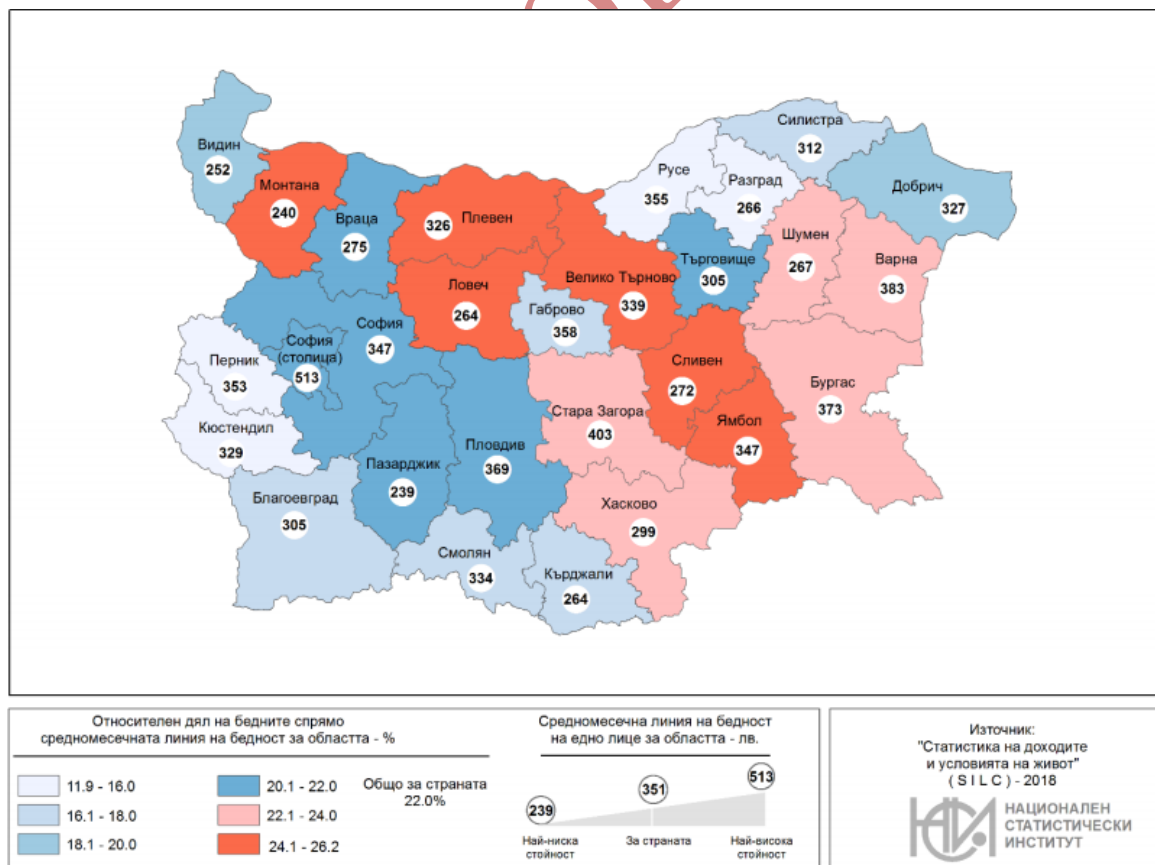 Видин
252
Монтана
240
Враца
275
Плевен
326
Ловеч
264
Велико Търново
339
Габрово
358
Русе
355
Разград
266
Силистра
312
Добрич
327
Търговище
305
Шумен
267
Варна
383
София
347
София
(столица)
513
Перник
353
Кюстендил
329
Благоевград
305
Пазарджик
239
Пловдив
369
Стара Загора
403
Сливен
272
Ямбол
347
Бургас
373
Хасково
299
Смолян
334
Кърджали
264
Относителен дял на бедните спрямо
средномесечната линия на бедност за областта - %
11.9 - 16.0
16.1 - 18.0
18.1 - 20.0
20.1 - 22.0
22.1 - 24.0
24.1 - 26.2
Общо за страната
22.0%
Средномесечна линия на бедност
на едно лице за областта - лв.
239
351
513
Най-ниска
стойност
За страната
Най-висока
стойност
Източник:
"Статистика на доходите
и условията на живот"
( S I L C ) - 2018
НСИ
НАЦИОНАЛЕН
СТАТИСТИЧЕСКИ
ИНСТИТУТ